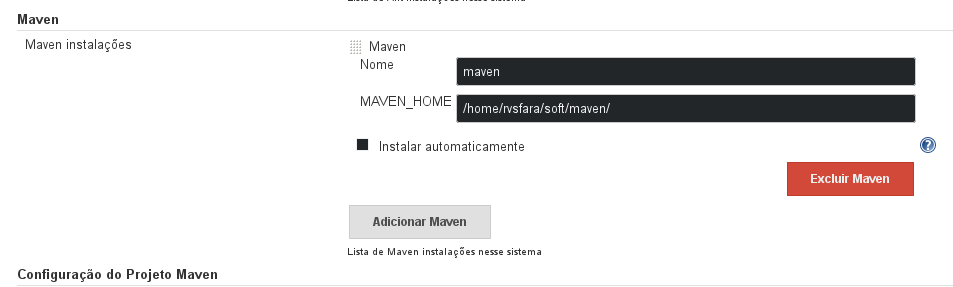 Lista de Ant instalações nesse sistema
Maven
Maven instalações
Maven
Nome
maven
MAVEN_HOME
/home/rvsfara/soft/maven/
Instalar automaticamente
?
Excluir Maven
Adicionar Maven
Lista de Maven instalações nesse sistema
Configuração do Projeto Maven